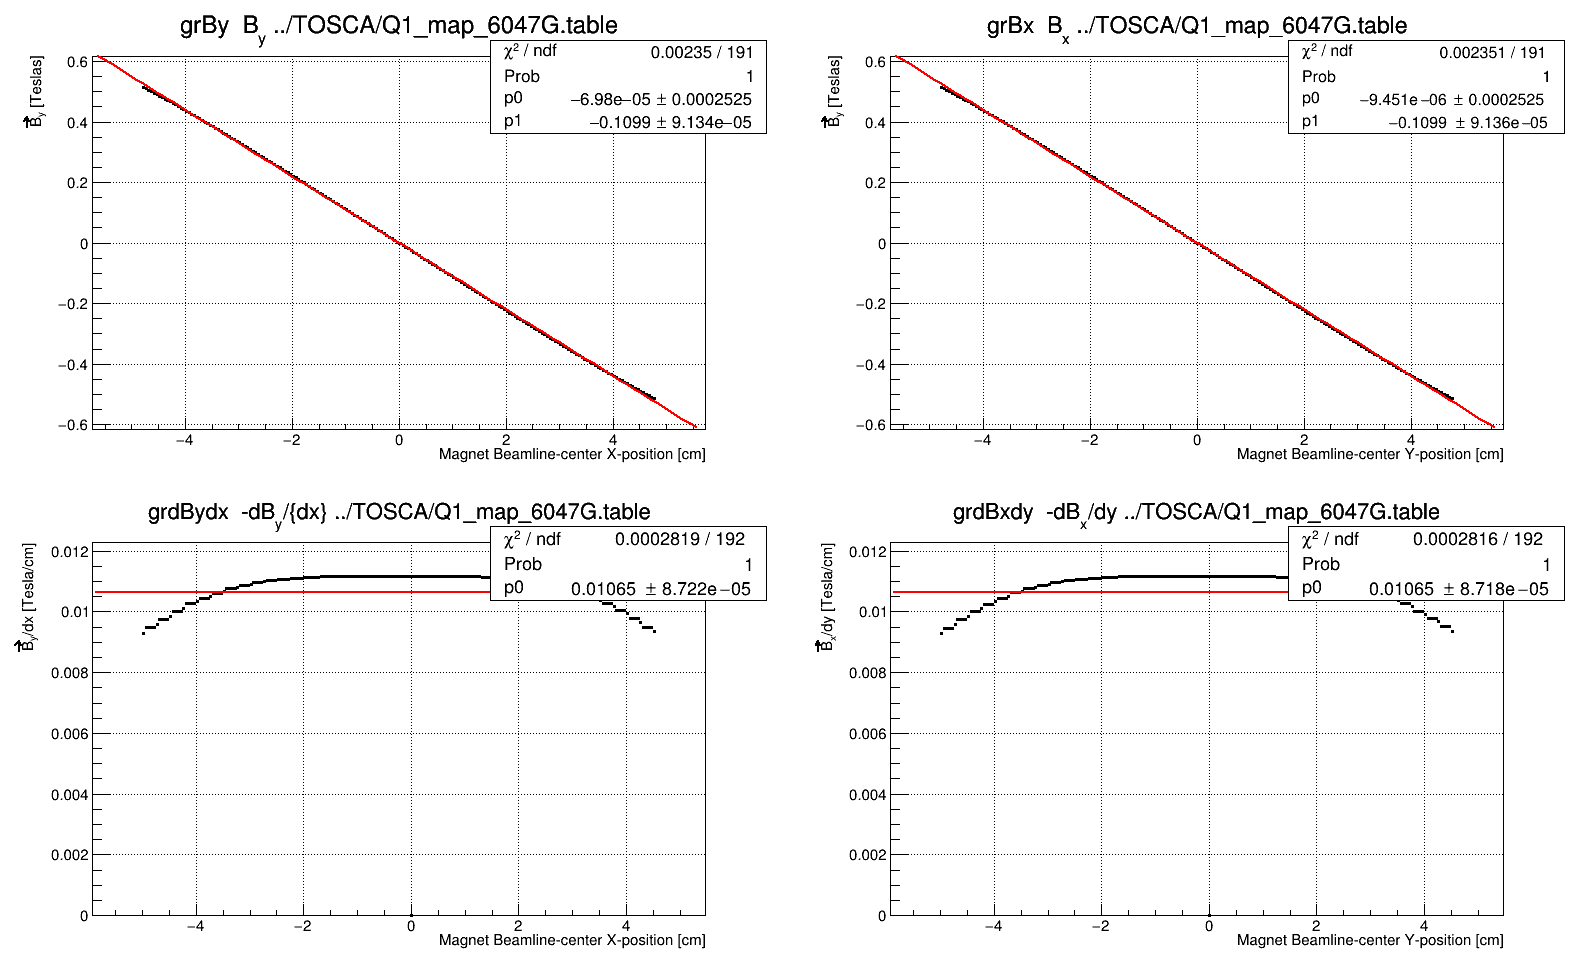 grBy B_y ../TOSCA/Q1_map_6047G.table
χ² / ndf 0.00235 / 191
Prob 1
p0 −6.98e−05 ± 0.0002525
p1 −0.1099 ± 9.134e−05
B_y [Teslas]
0.6
0.4
0.2
0
−0.2
−0.4
−0.6
−4 −2 0 2 4
Magnet Beamline-center X-position [cm]
grBx B_x ../TOSCA/Q1_map_6047G.table
χ² / ndf 0.002351 / 191
Prob 1
p0 −9.451e−06 ± 0.0002525
p1 −0.1099 ± 9.136e−05
B_y [Teslas]
0.6
0.4
0.2
0
−0.2
−0.4
−0.6
−4 −2 0 2 4
Magnet Beamline-center Y-position [cm]
grdBydx -dB_y/{dx} ../TOSCA/Q1_map_6047G.table
χ² / ndf 0.0002819 / 192
Prob 1
p0 0.01065 ± 8.722e−05
B_y/dx [Tesla/cm]
0.012
0.01
0.008
0.006
0.004
0.002
0
−4 −2 0 2 4
Magnet Beamline-center X-position [cm]
grdBxdy -dB_x/dy ../TOSCA/Q1_map_6047G.table
χ² / ndf 0.0002816 / 192
Prob 1
p0 0.01065 ± 8.718e−05
B_x/dy [Tesla/cm]
0.012
0.01
0.008
0.006
0.004
0.002
0
−4 −2 0 2 4
Magnet Beamline-center Y-position [cm]